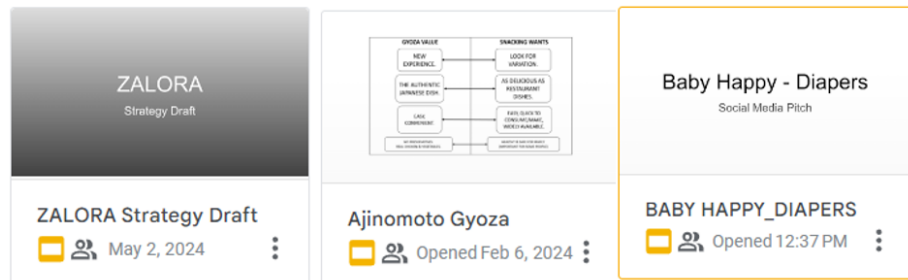 ZALORA
Strategy Draft
ZALORA Strategy Draft
May 2, 2024
GYOZA VALUE
SNACKING WANTS
NEW
EXPERIENCE.
LOOK FOR
VARIATION.
THE AUTHENTIC
JAPANESE DISH.
AS DELICIOUS AS
RESTAURANT
DISHES.
EASY,
CONVENIENT.
Ajinomoto Gyoza
Opened Feb 6, 2024
Baby Happy - Diapers
Social Media Pitch
BABY HAPPY_DIAPERS
Opened 12:37 PM